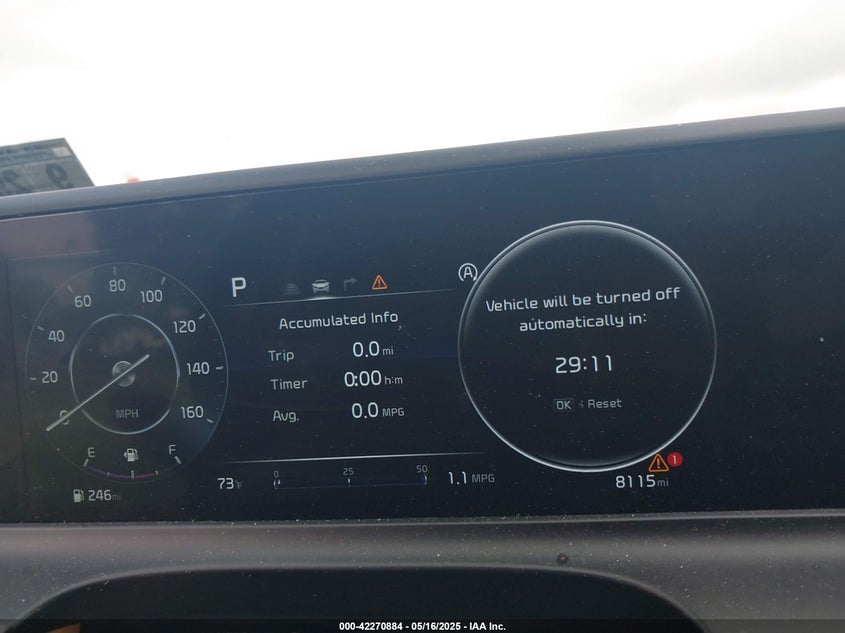 60 80 100
40 120
20 140
0 160
MPH
E F
246mi
P
Accumulated Info
Trip 0.0 mi
Timer 0:00 h:m
Avg. 0.0 MPG
73°F
0 25 50
1.1 MPG
A
Vehicle will be turned off
automatically in:
29:11
OK : Reset
1
8115mi
000-42270884 - 05/16/2025 - IAA Inc.